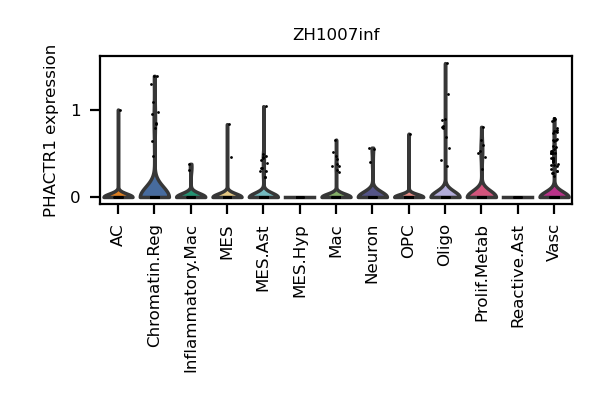 ZH1007inf
PHACTR1 expression
1
0
AC
Chromatin.Reg
Inflammatory.Mac
MES
MES.Ast
MES.Hyp
Mac
Neuron
OPC
Oligo
Prolif.Metab
Reactive.Ast
Vasc